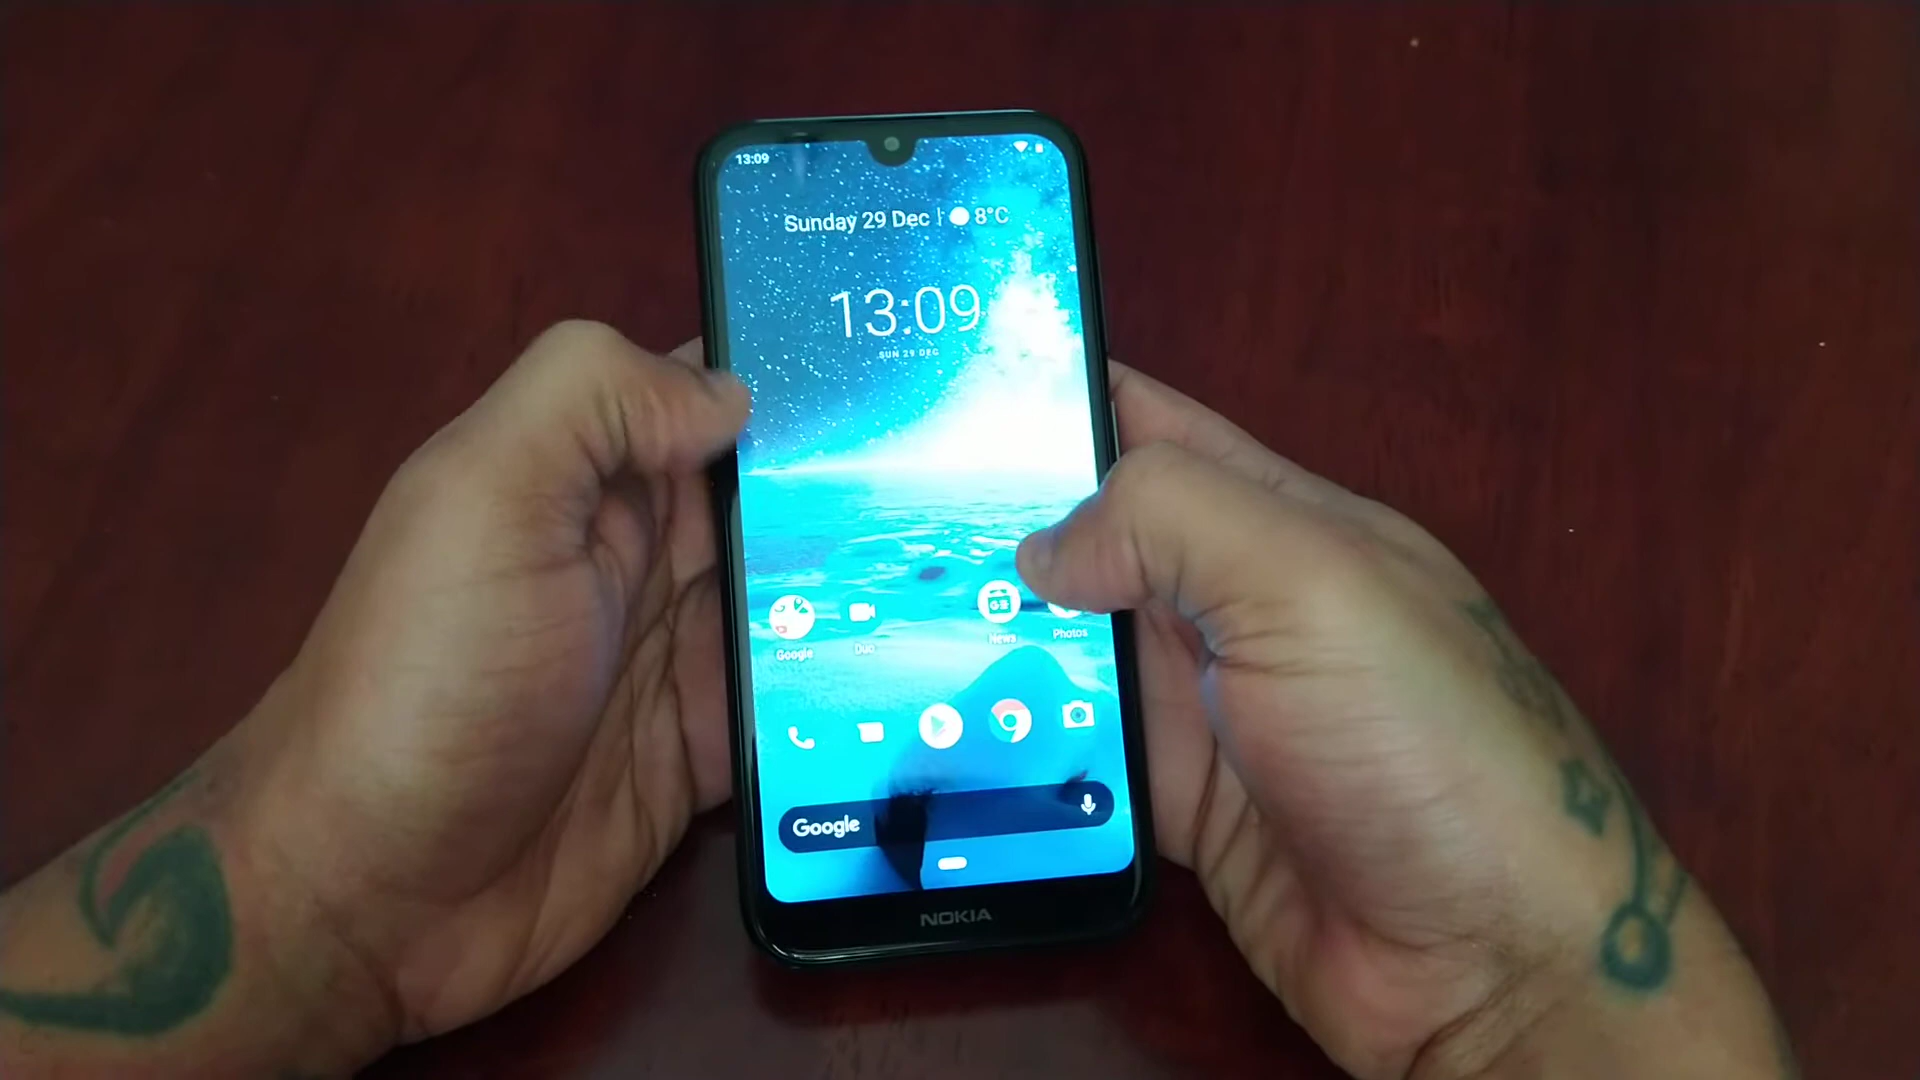 13:09
Sunday 29 Dec | 8°C
13:09
SUN 29 DEC
Google
Duo
News
Photos
Google
NOKIA